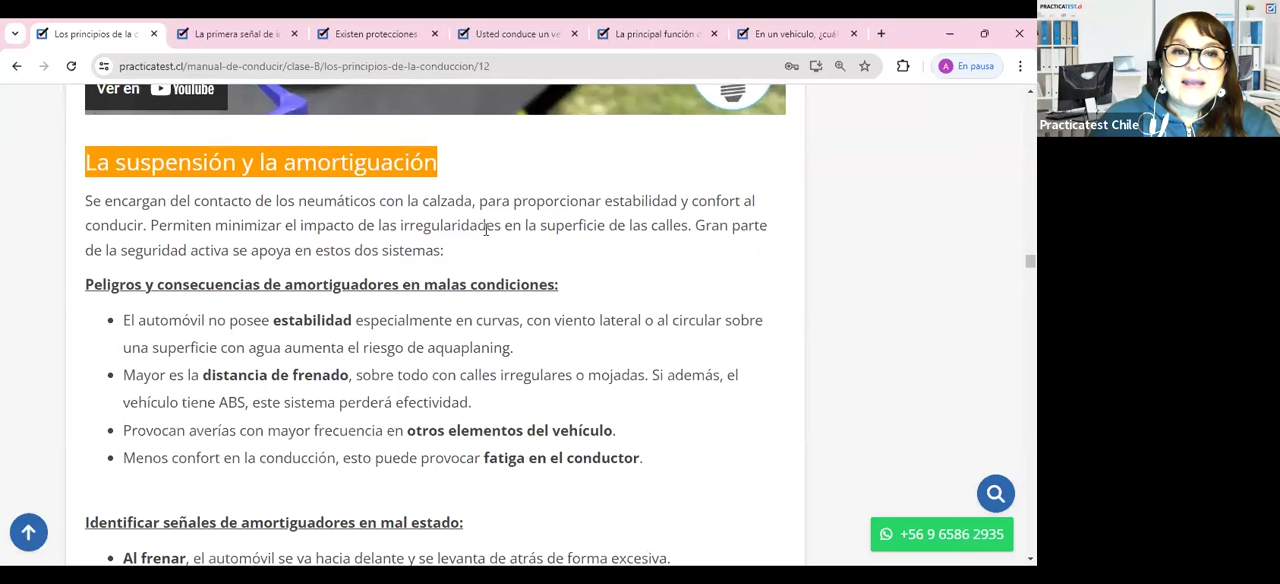 Los principios de la c
La primera señal de i
Existen protecciones
Usted conduce un ve
La principal función d
En un vehículo, ¿cuá
practicatest.cl/manual-de-conducir/clase-B/los-principios-de-la-conduccion/12
A
En pausa
PRACTICATEST.cl
Practicatest Chile
Ver en YouTube
La suspensión y la amortiguación
Se encargan del contacto de los neumáticos con la calzada, para proporcionar estabilidad y confort al
conducir. Permiten minimizar el impacto de las irregularidades en la superficie de las calles. Gran parte
de la seguridad activa se apoya en estos dos sistemas:
Peligros y consecuencias de amortiguadores en malas condiciones:
El automóvil no posee estabilidad especialmente en curvas, con viento lateral o al circular sobre
una superficie con agua aumenta el riesgo de aquaplaning.
Mayor es la distancia de frenado, sobre todo con calles irregulares o mojadas. Si además, el
vehículo tiene ABS, este sistema perderá efectividad.
Provocan averías con mayor frecuencia en otros elementos del vehículo.
Menos confort en la conducción, esto puede provocar fatiga en el conductor.
Identificar señales de amortiguadores en mal estado:
Al frenar, el automóvil se va hacia delante y se levanta de atrás de forma excesiva.
+56 9 6586 2935